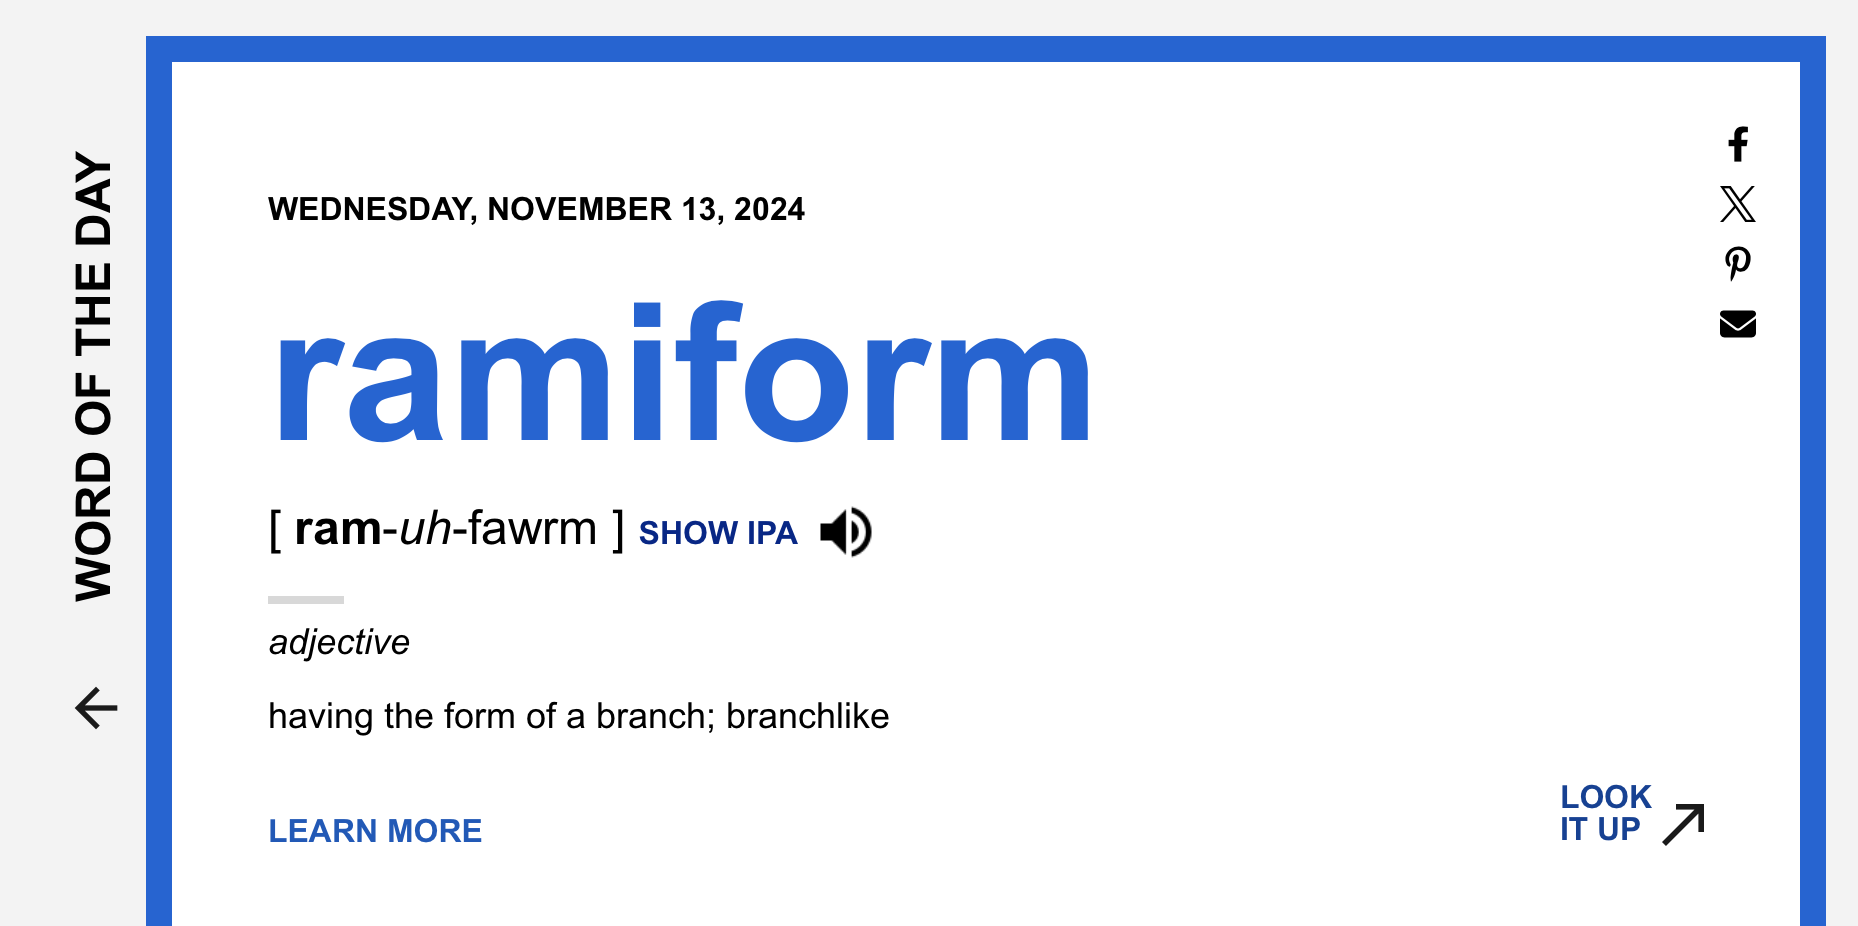 WORD OF THE DAY
WEDNESDAY, NOVEMBER 13, 2024
ramiform
[ ram-uh-fawrm ] SHOW IPA
adjective
having the form of a branch; branchlike
LEARN MORE
LOOK
IT UP